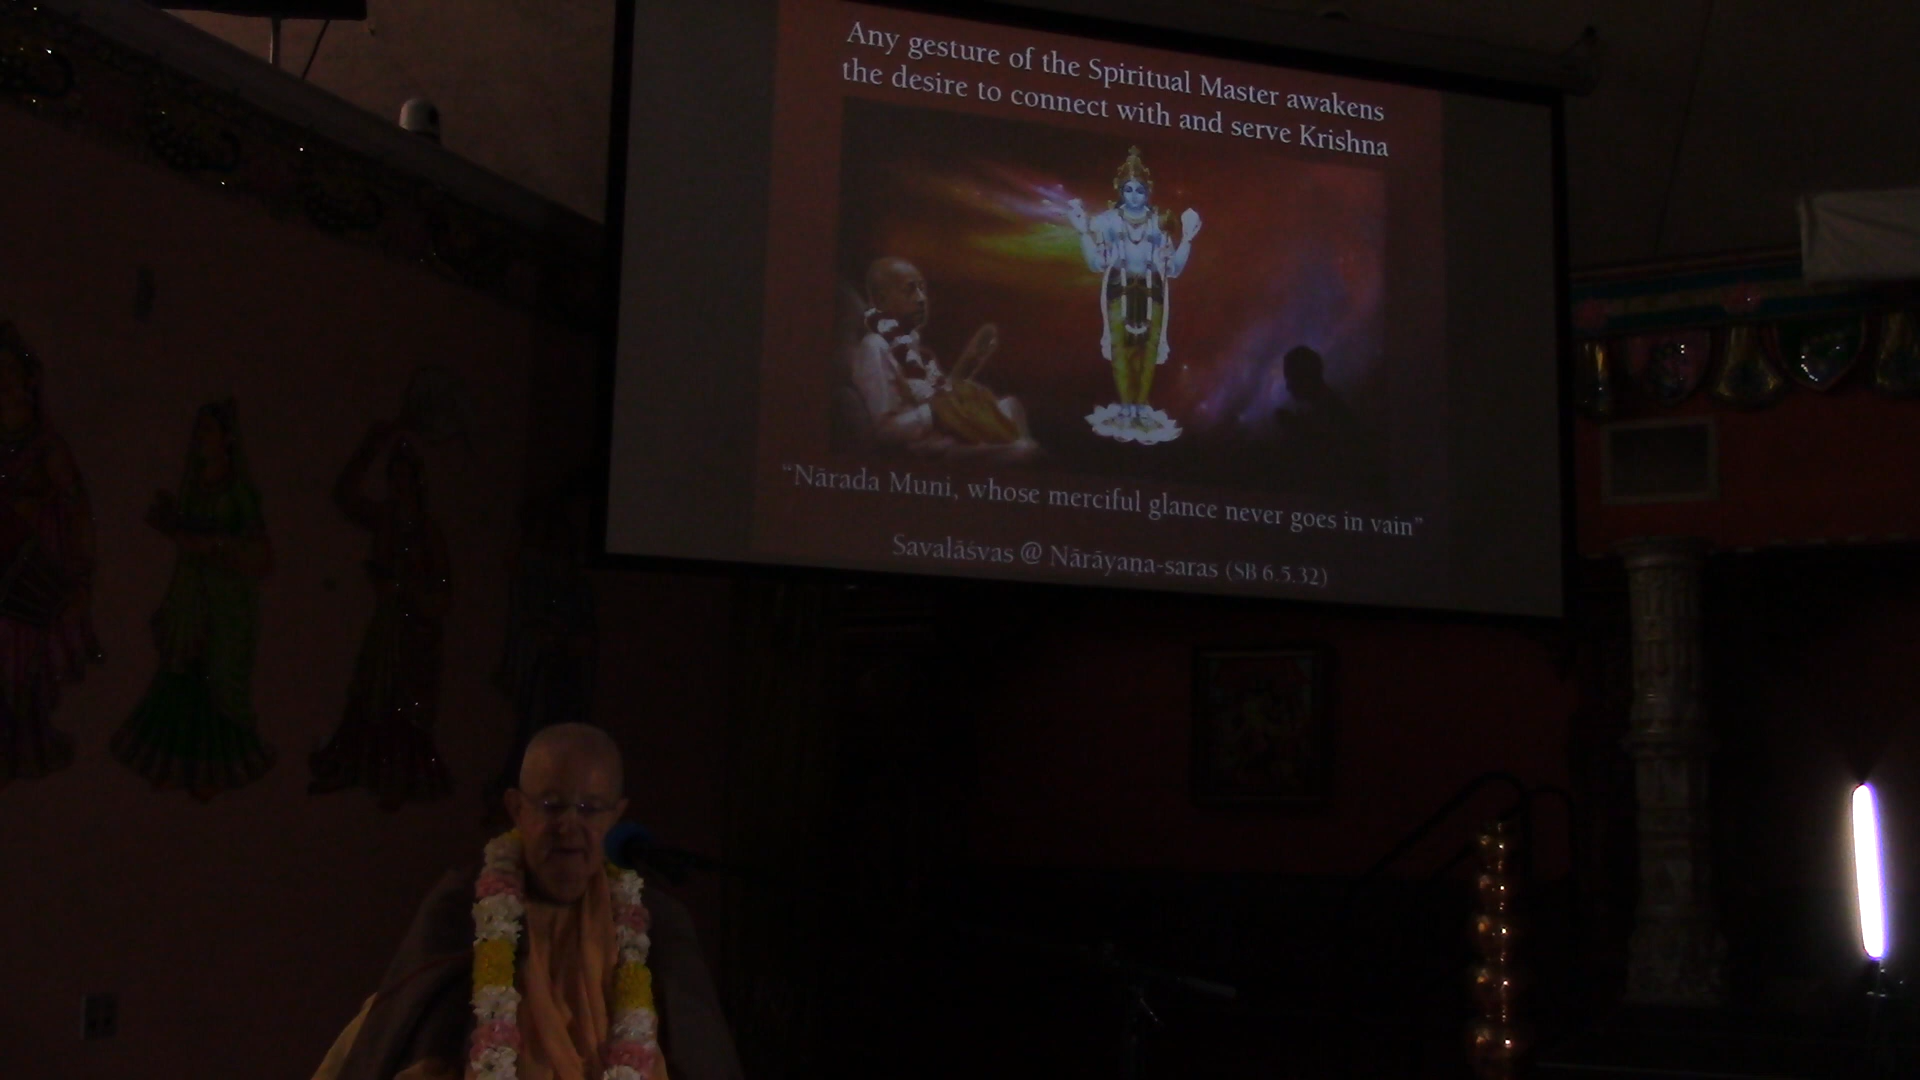 Any gesture of the Spiritual Master awakens
the desire to connect with and serve Krishna
“Nārada Muni, whose merciful glance never goes in vain”
Savalāśvas @ Nārāyaṇa-saras (SB 6.5.32)